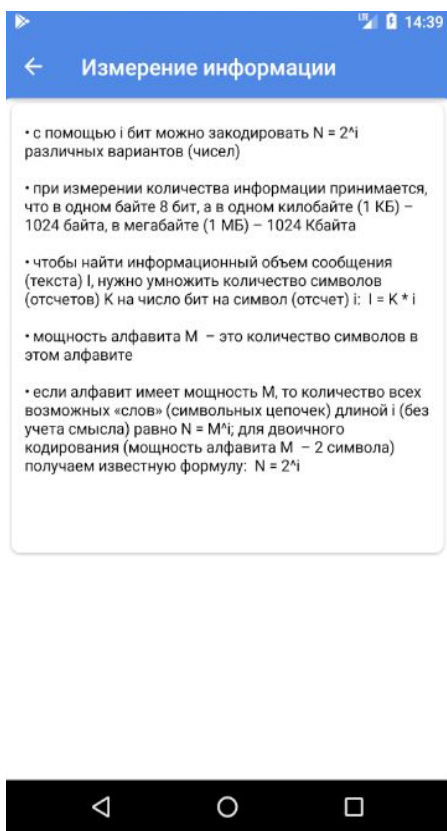 LTE 14:39
← Измерение информации
• с помощью i бит можно закодировать N = 2^i
различных вариантов (чисел)
• при измерении количества информации принимается,
что в одном байте 8 бит, а в одном килобайте (1 КБ) –
1024 байта, в мегабайте (1 МБ) – 1024 Кбайта
• чтобы найти информационный объем сообщения
(текста) I, нужно умножить количество символов
(отсчетов) K на число бит на символ (отсчет) i: I = K * i
• мощность алфавита M – это количество символов в
этом алфавите
• если алфавит имеет мощность M, то количество всех
возможных «слов» (символьных цепочек) длиной i (без
учета смысла) равно N = M^i; для двоичного
кодирования (мощность алфавита M – 2 символа)
получаем известную формулу: N = 2^i